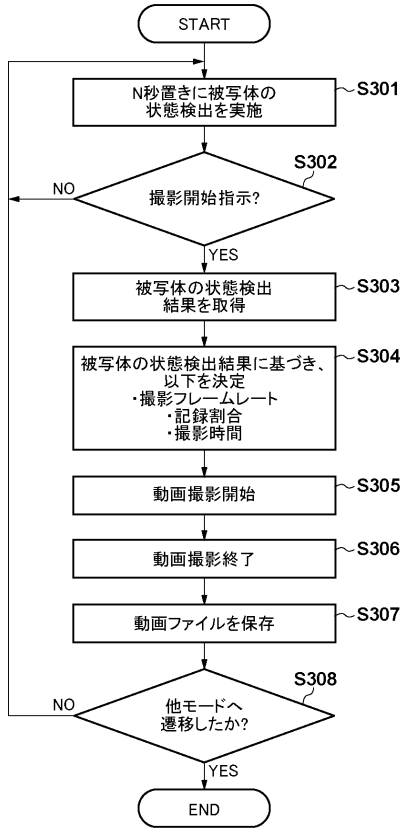 START
N秒置きに被写体の
状態検出を実施
S301
S302
撮影開始指示?
NO
YES
被写体の状態検出
結果を取得
S303
被写体の状態検出結果に基づき、
以下を決定
・撮影フレームレート
・記録割合
・撮影時間
S304
動画撮影開始
S305
動画撮影終了
S306
動画ファイルを保存
S307
S308
他モードへ
遷移したか?
NO
YES
END